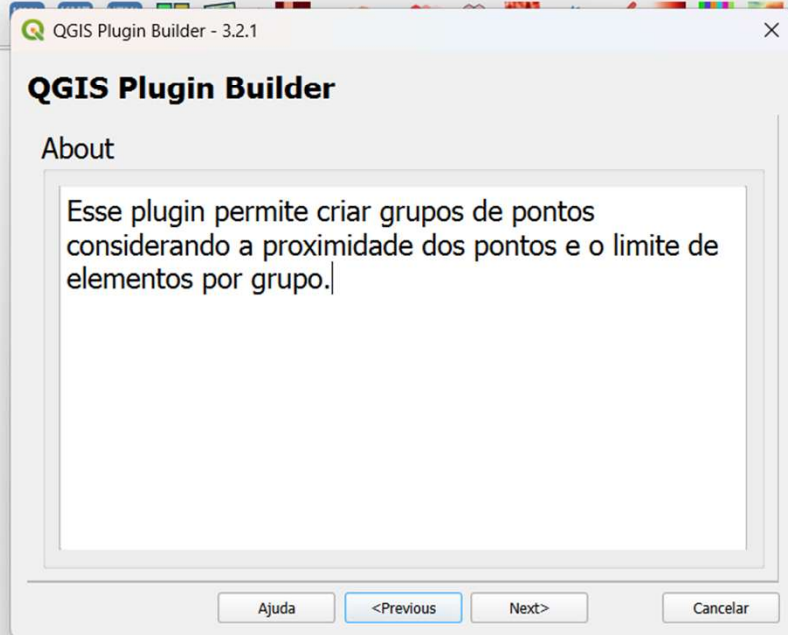 QGIS Plugin Builder - 3.2.1
QGIS Plugin Builder
About
Esse plugin permite criar grupos de pontos
considerando a proximidade dos pontos e o limite de
elementos por grupo.
Ajuda
<Previous
Next>
Cancelar